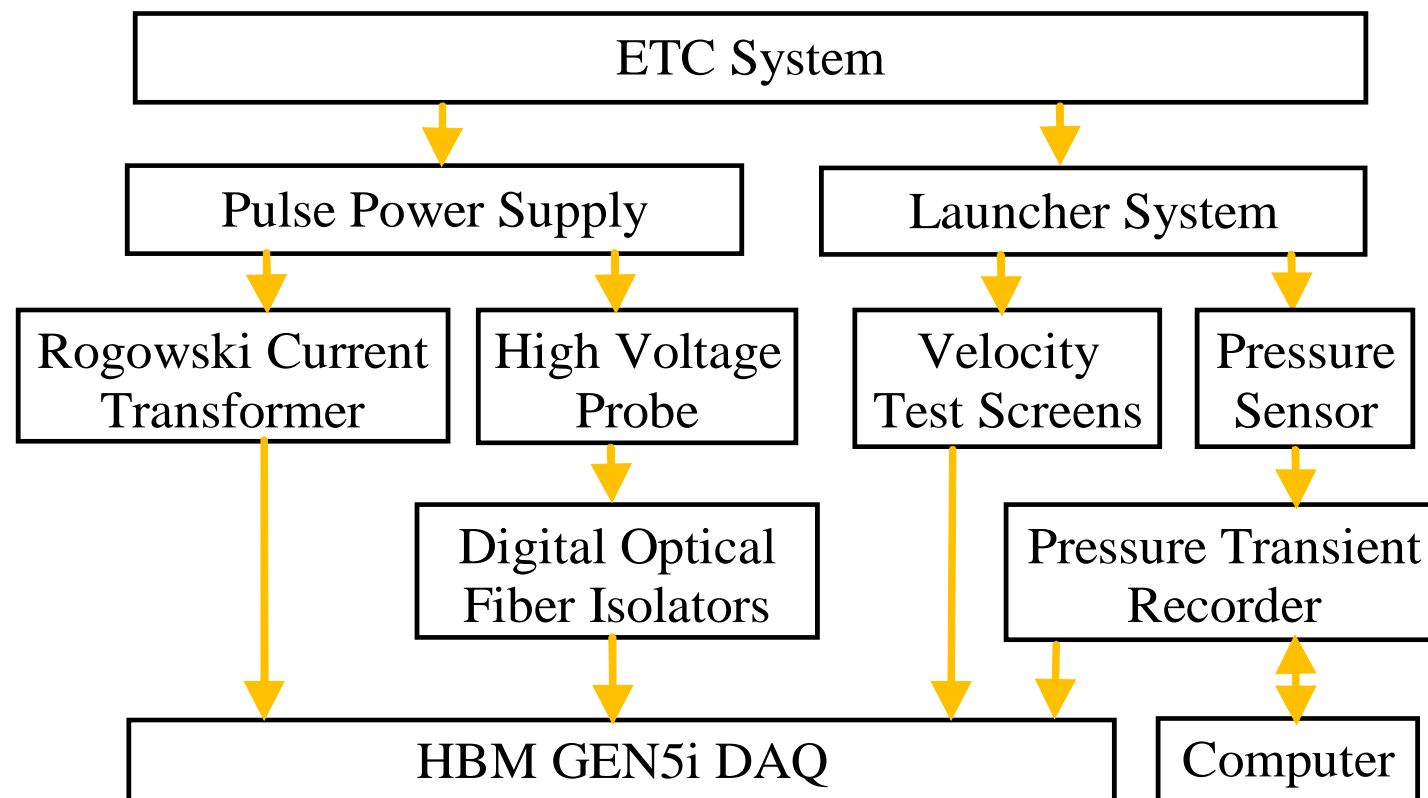 ETC System
Pulse Power Supply
Launcher System
Rogowski Current
Transformer
High Voltage
Probe
Velocity
Test Screens
Pressure
Sensor
Digital Optical
Fiber Isolators
Pressure Transient
Recorder
HBM GEN5i DAQ
Computer